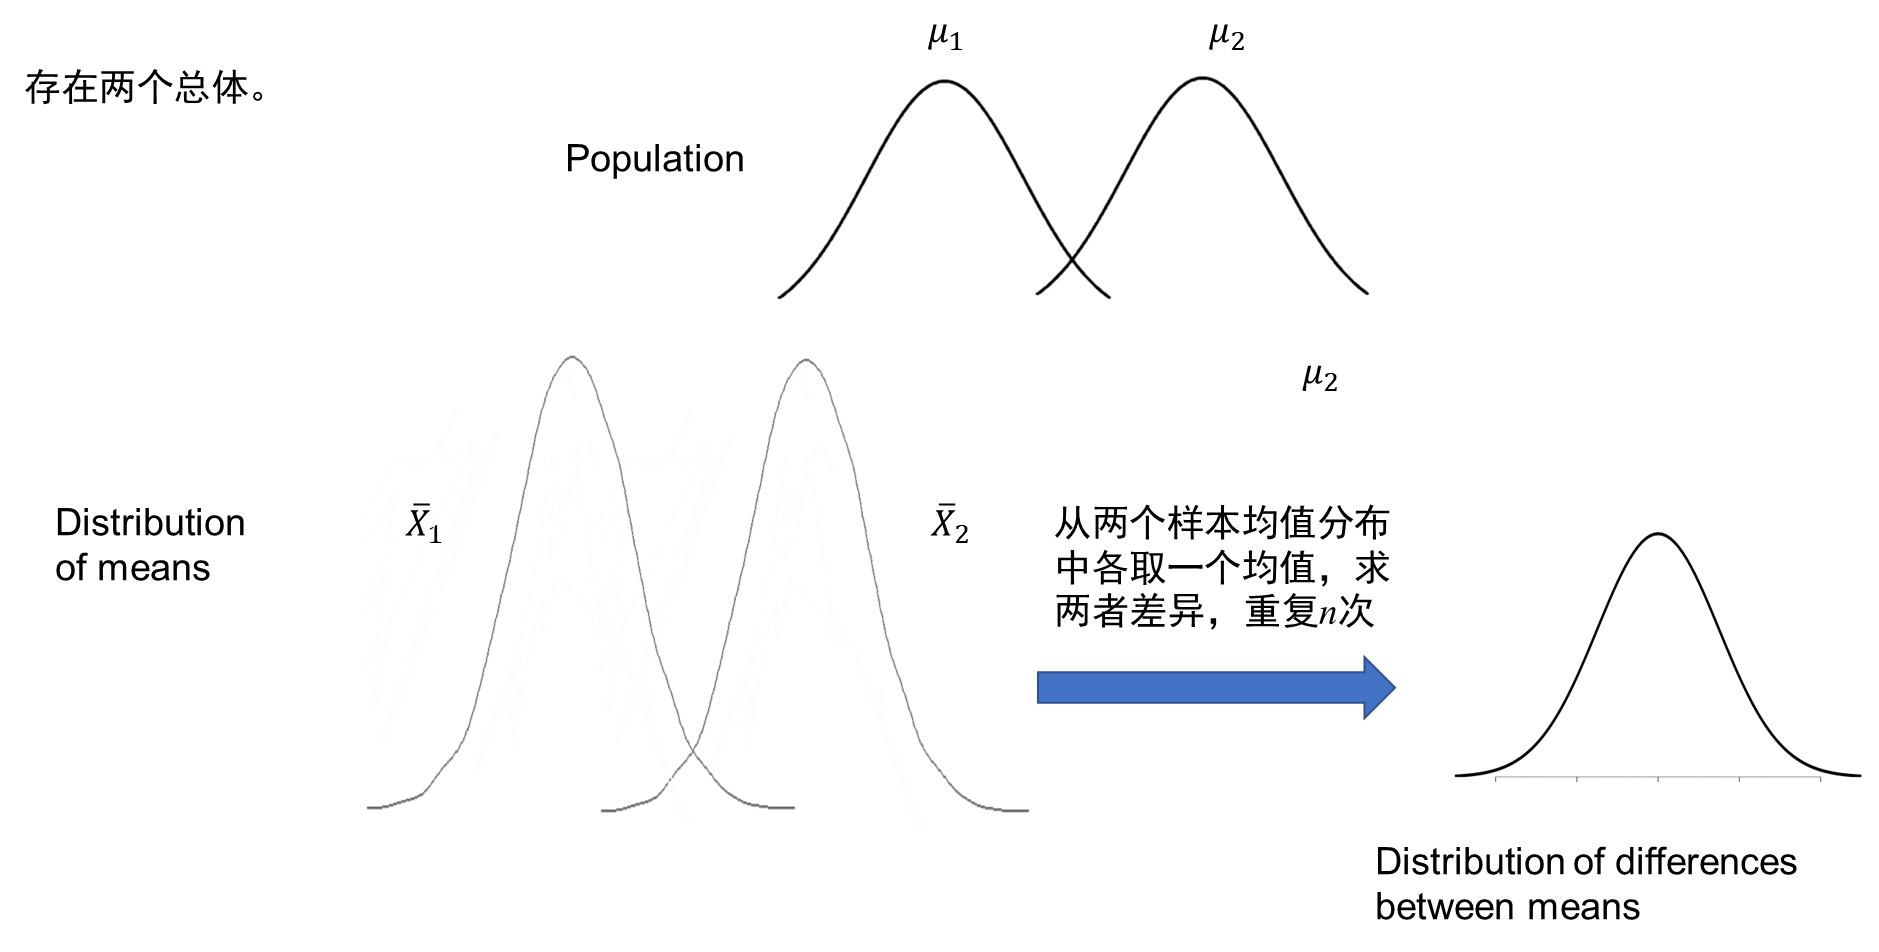 μ₁
μ₂
存在两个总体。
Population
μ₂
Distribution
of means
X̄₁
X̄₂
从两个样本均值分布
中各取一个均值，求
两者差异，重复n次
Distribution of differences
between means